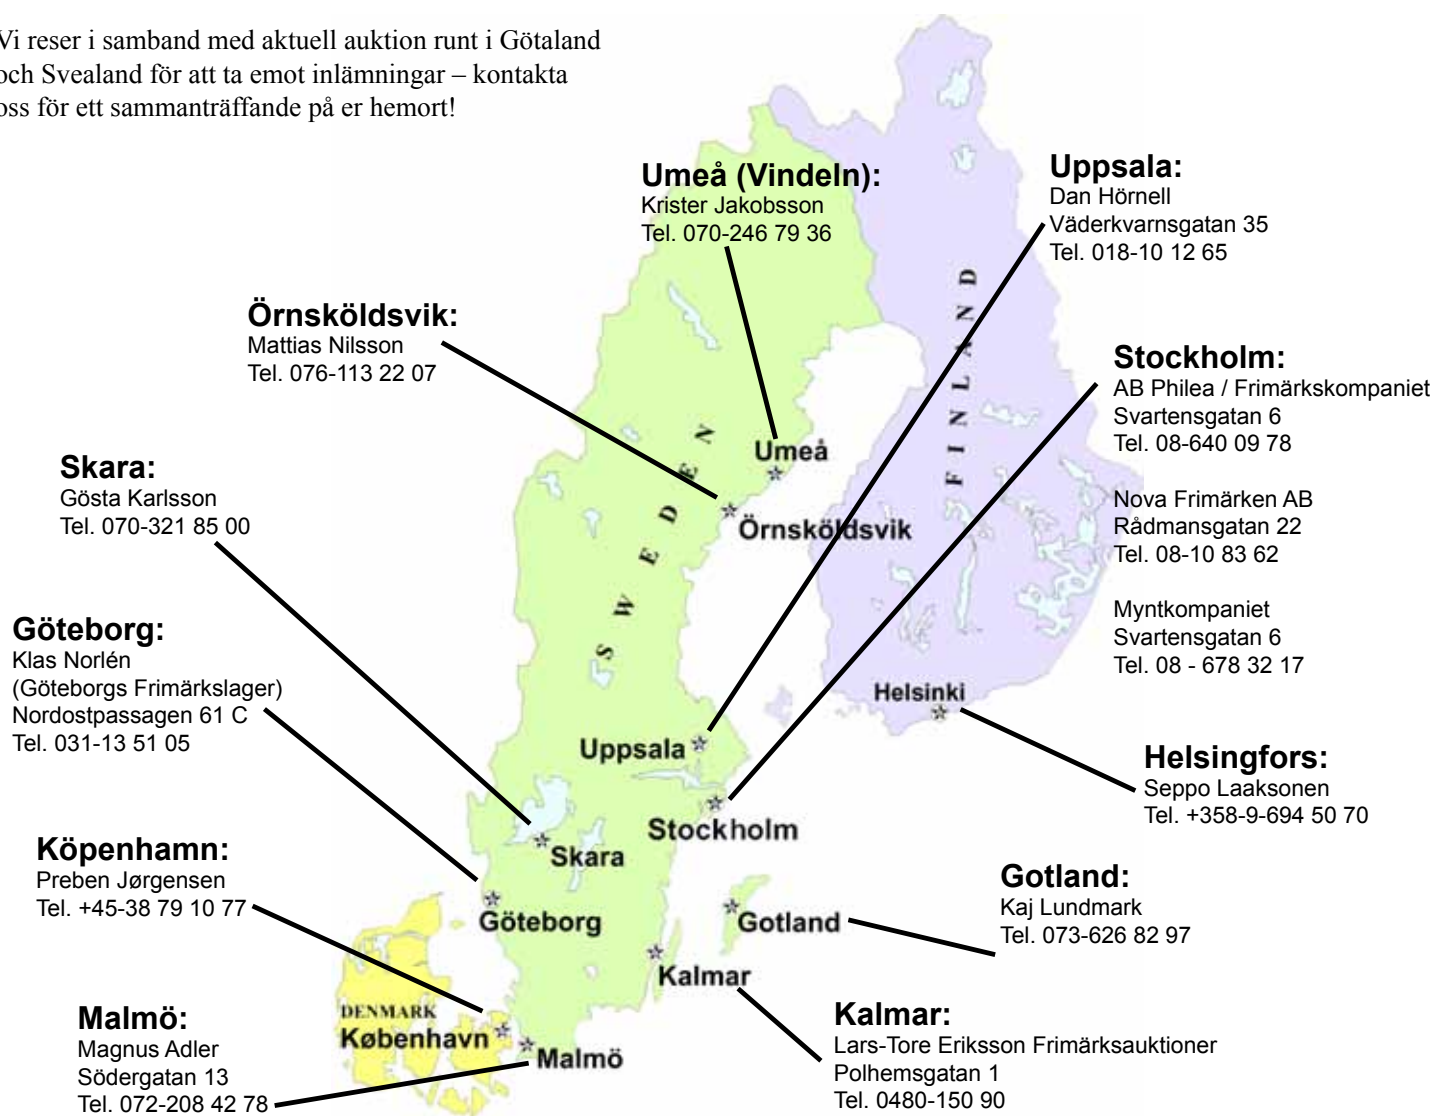 Vi reser i samband med aktuell auktion runt i Götaland
och Svealand för att ta emot inlämningar – kontakta
oss för ett sammanträffande på er hemort!
Umeå (Vindeln):
Krister Jakobsson
Tel. 070-246 79 36
Uppsala:
Dan Hörnell
Väderkvarnsgatan 35
Tel. 018-10 12 65
Örnsköldsvik:
Mattias Nilsson
Tel. 076-113 22 07
Stockholm:
AB Philea / Frimärkskompaniet
Svartensgatan 6
Tel. 08-640 09 78
Nova Frimärken AB
Rådmansgatan 22
Tel. 08-10 83 62
Myntkompaniet
Svartensgatan 6
Tel. 08 - 678 32 17
Skara:
Gösta Karlsson
Tel. 070-321 85 00
Göteborg:
Klas Norlén
(Göteborgs Frimärkslager)
Nordostpassagen 61 C
Tel. 031-13 51 05
Helsingfors:
Seppo Laaksonen
Tel. +358-9-694 50 70
Köpenhamn:
Preben Jørgensen
Tel. +45-38 79 10 77
Gotland:
Kaj Lundmark
Tel. 073-626 82 97
Malmö:
Magnus Adler
Södergatan 13
Tel. 072-208 42 78
Kalmar:
Lars-Tore Eriksson Frimärksauktioner
Polhemsgatan 1
Tel. 0480-150 90
FINLAND
SWEDEN
Umeå
Örnsköldsvik
Helsinki
Uppsala
Stockholm
Skara
Göteborg
Gotland
Kalmar
DENMARK
København
Malmö